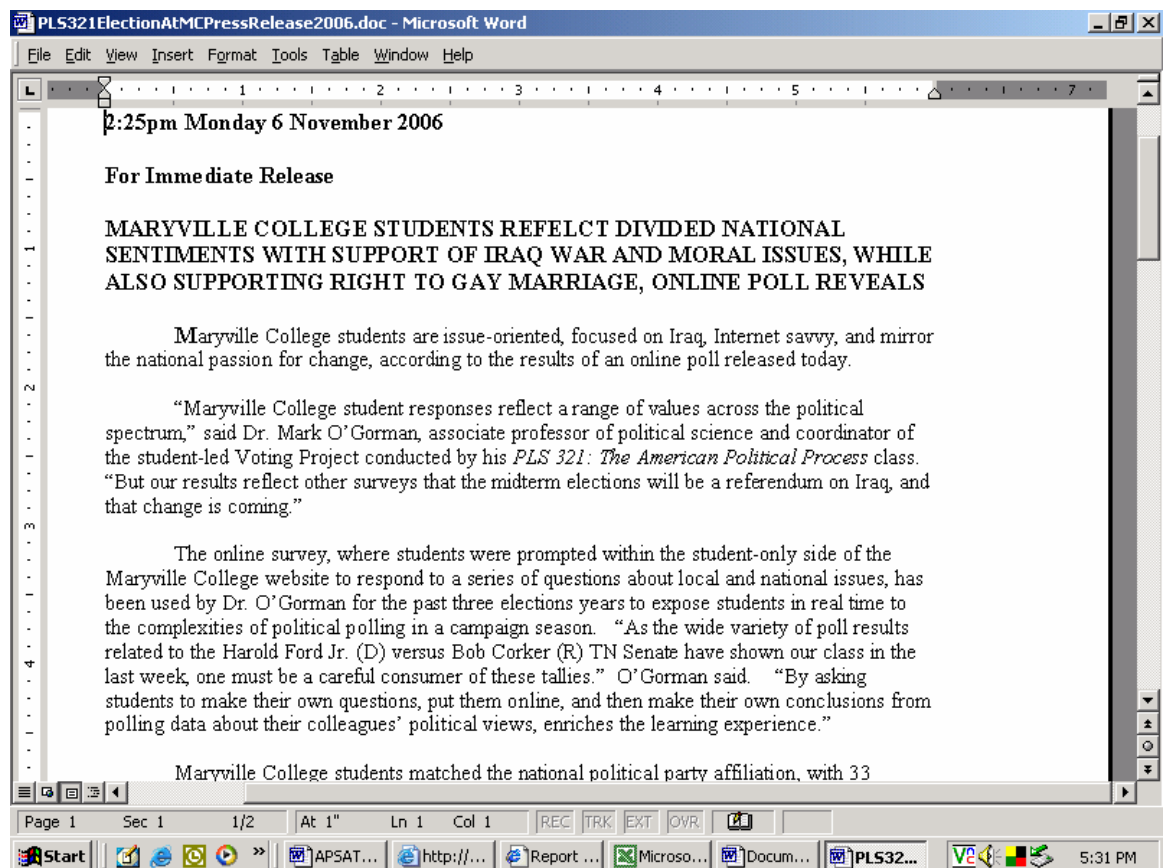 PLS321ElectionAtMCPressRelease2006.doc - Microsoft Word
File Edit View Insert Format Tools Table Window Help
1 2 3 4 5 7
2:25pm Monday 6 November 2006
For Immediate Release
MARYVILLE COLLEGE STUDENTS REFELCT DIVIDED NATIONAL
SENTIMENTS WITH SUPPORT OF IRAQ WAR AND MORAL ISSUES, WHILE
ALSO SUPPORTING RIGHT TO GAY MARRIAGE, ONLINE POLL REVEALS
Maryville College students are issue-oriented, focused on Iraq, Internet savvy, and mirror
the national passion for change, according to the results of an online poll released today.
“Maryville College student responses reflect a range of values across the political
spectrum,” said Dr. Mark O’Gorman, associate professor of political science and coordinator of
the student-led Voting Project conducted by his PLS 321: The American Political Process class.
“But our results reflect other surveys that the midterm elections will be a referendum on Iraq, and
that change is coming.”
The online survey, where students were prompted within the student-only side of the
Maryville College website to respond to a series of questions about local and national issues, has
been used by Dr. O’Gorman for the past three elections years to expose students in real time to
the complexities of political polling in a campaign season. “As the wide variety of poll results
related to the Harold Ford Jr. (D) versus Bob Corker (R) TN Senate have shown our class in the
last week, one must be a careful consumer of these tallies.” O’Gorman said. “By asking
students to make their own questions, put them online, and then make their own conclusions from
polling data about their colleagues’ political views, enriches the learning experience.”
Maryville College students matched the national political party affiliation, with 33
Page 1 Sec 1 1/2 At 1" Ln 1 Col 1 REC TRK EXT OVR
Start » APSAT... http://... Report ... Microso... Docum... PLS32... 5:31 PM